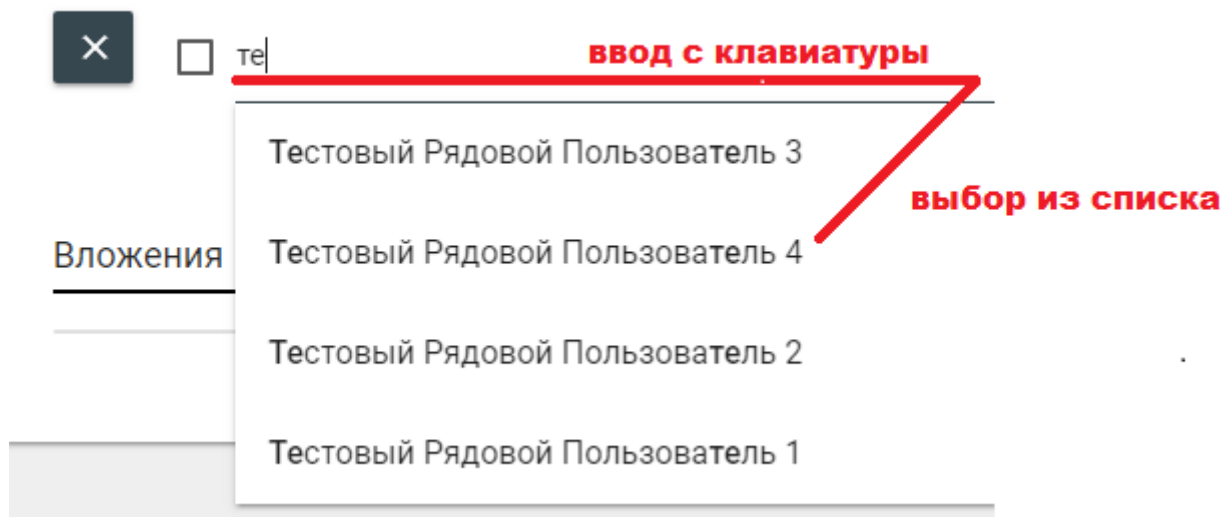 те
ввод с клавиатуры
Тестовый Рядовой Пользователь 3
выбор из списка
Вложения
Тестовый Рядовой Пользователь 4
Тестовый Рядовой Пользователь 2
Тестовый Рядовой Пользователь 1